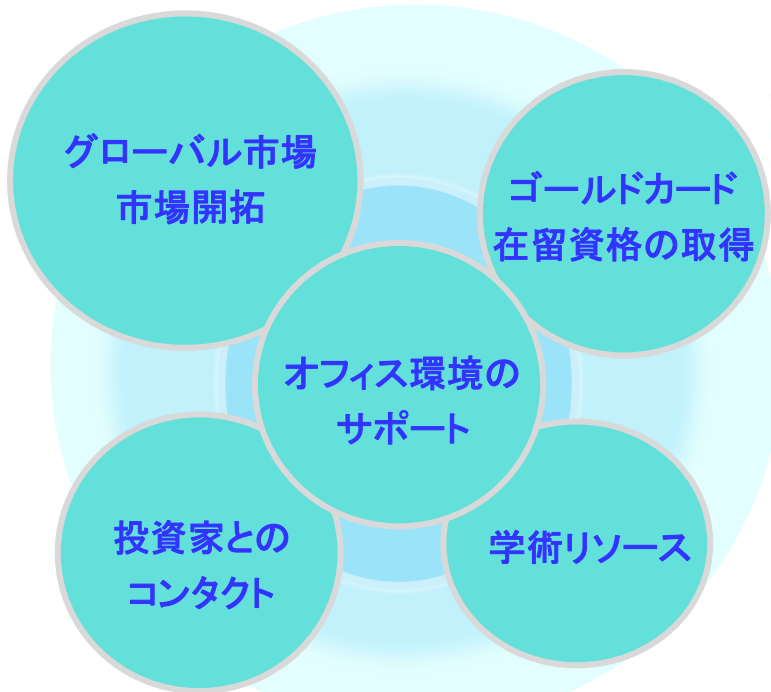 グローバル市場
市場開拓
ゴールドカード
在留資格の取得
オフィス環境の
サポート
投資家との
コンタクト
学術リソース